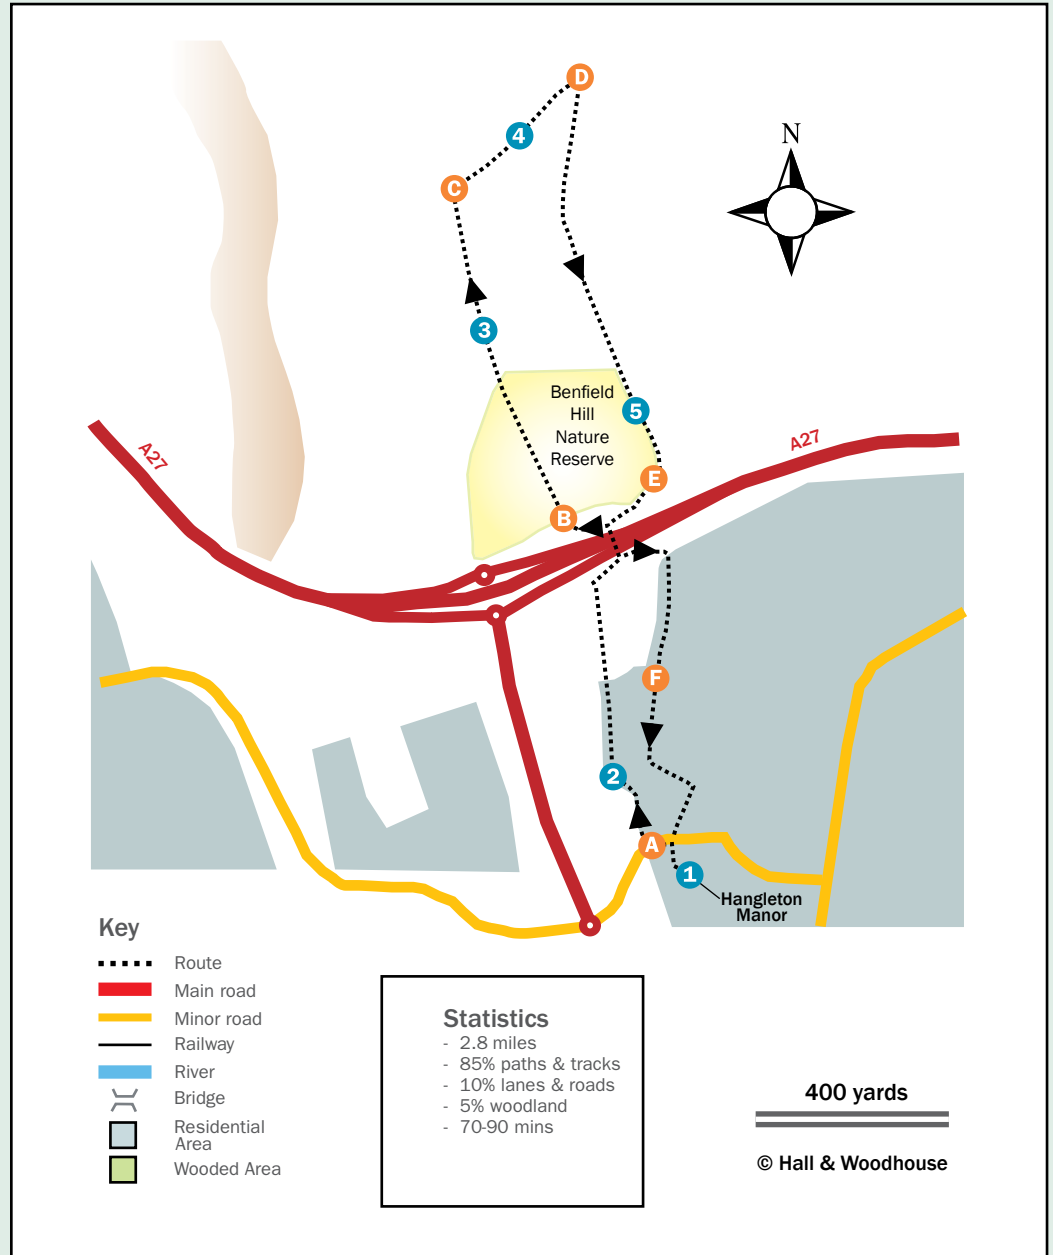 D
N
4
C
3
Benfield
Hill
Nature
Reserve
5
A27
A27
E
B
F
2
A
1
Hangleton
Manor
Key
Route
Main road
Minor road
Railway
River
Bridge
Residential
Area
Wooded Area
Statistics
- 2.8 miles
- 85% paths & tracks
- 10% lanes & roads
- 5% woodland
- 70-90 mins
400 yards
© Hall & Woodhouse